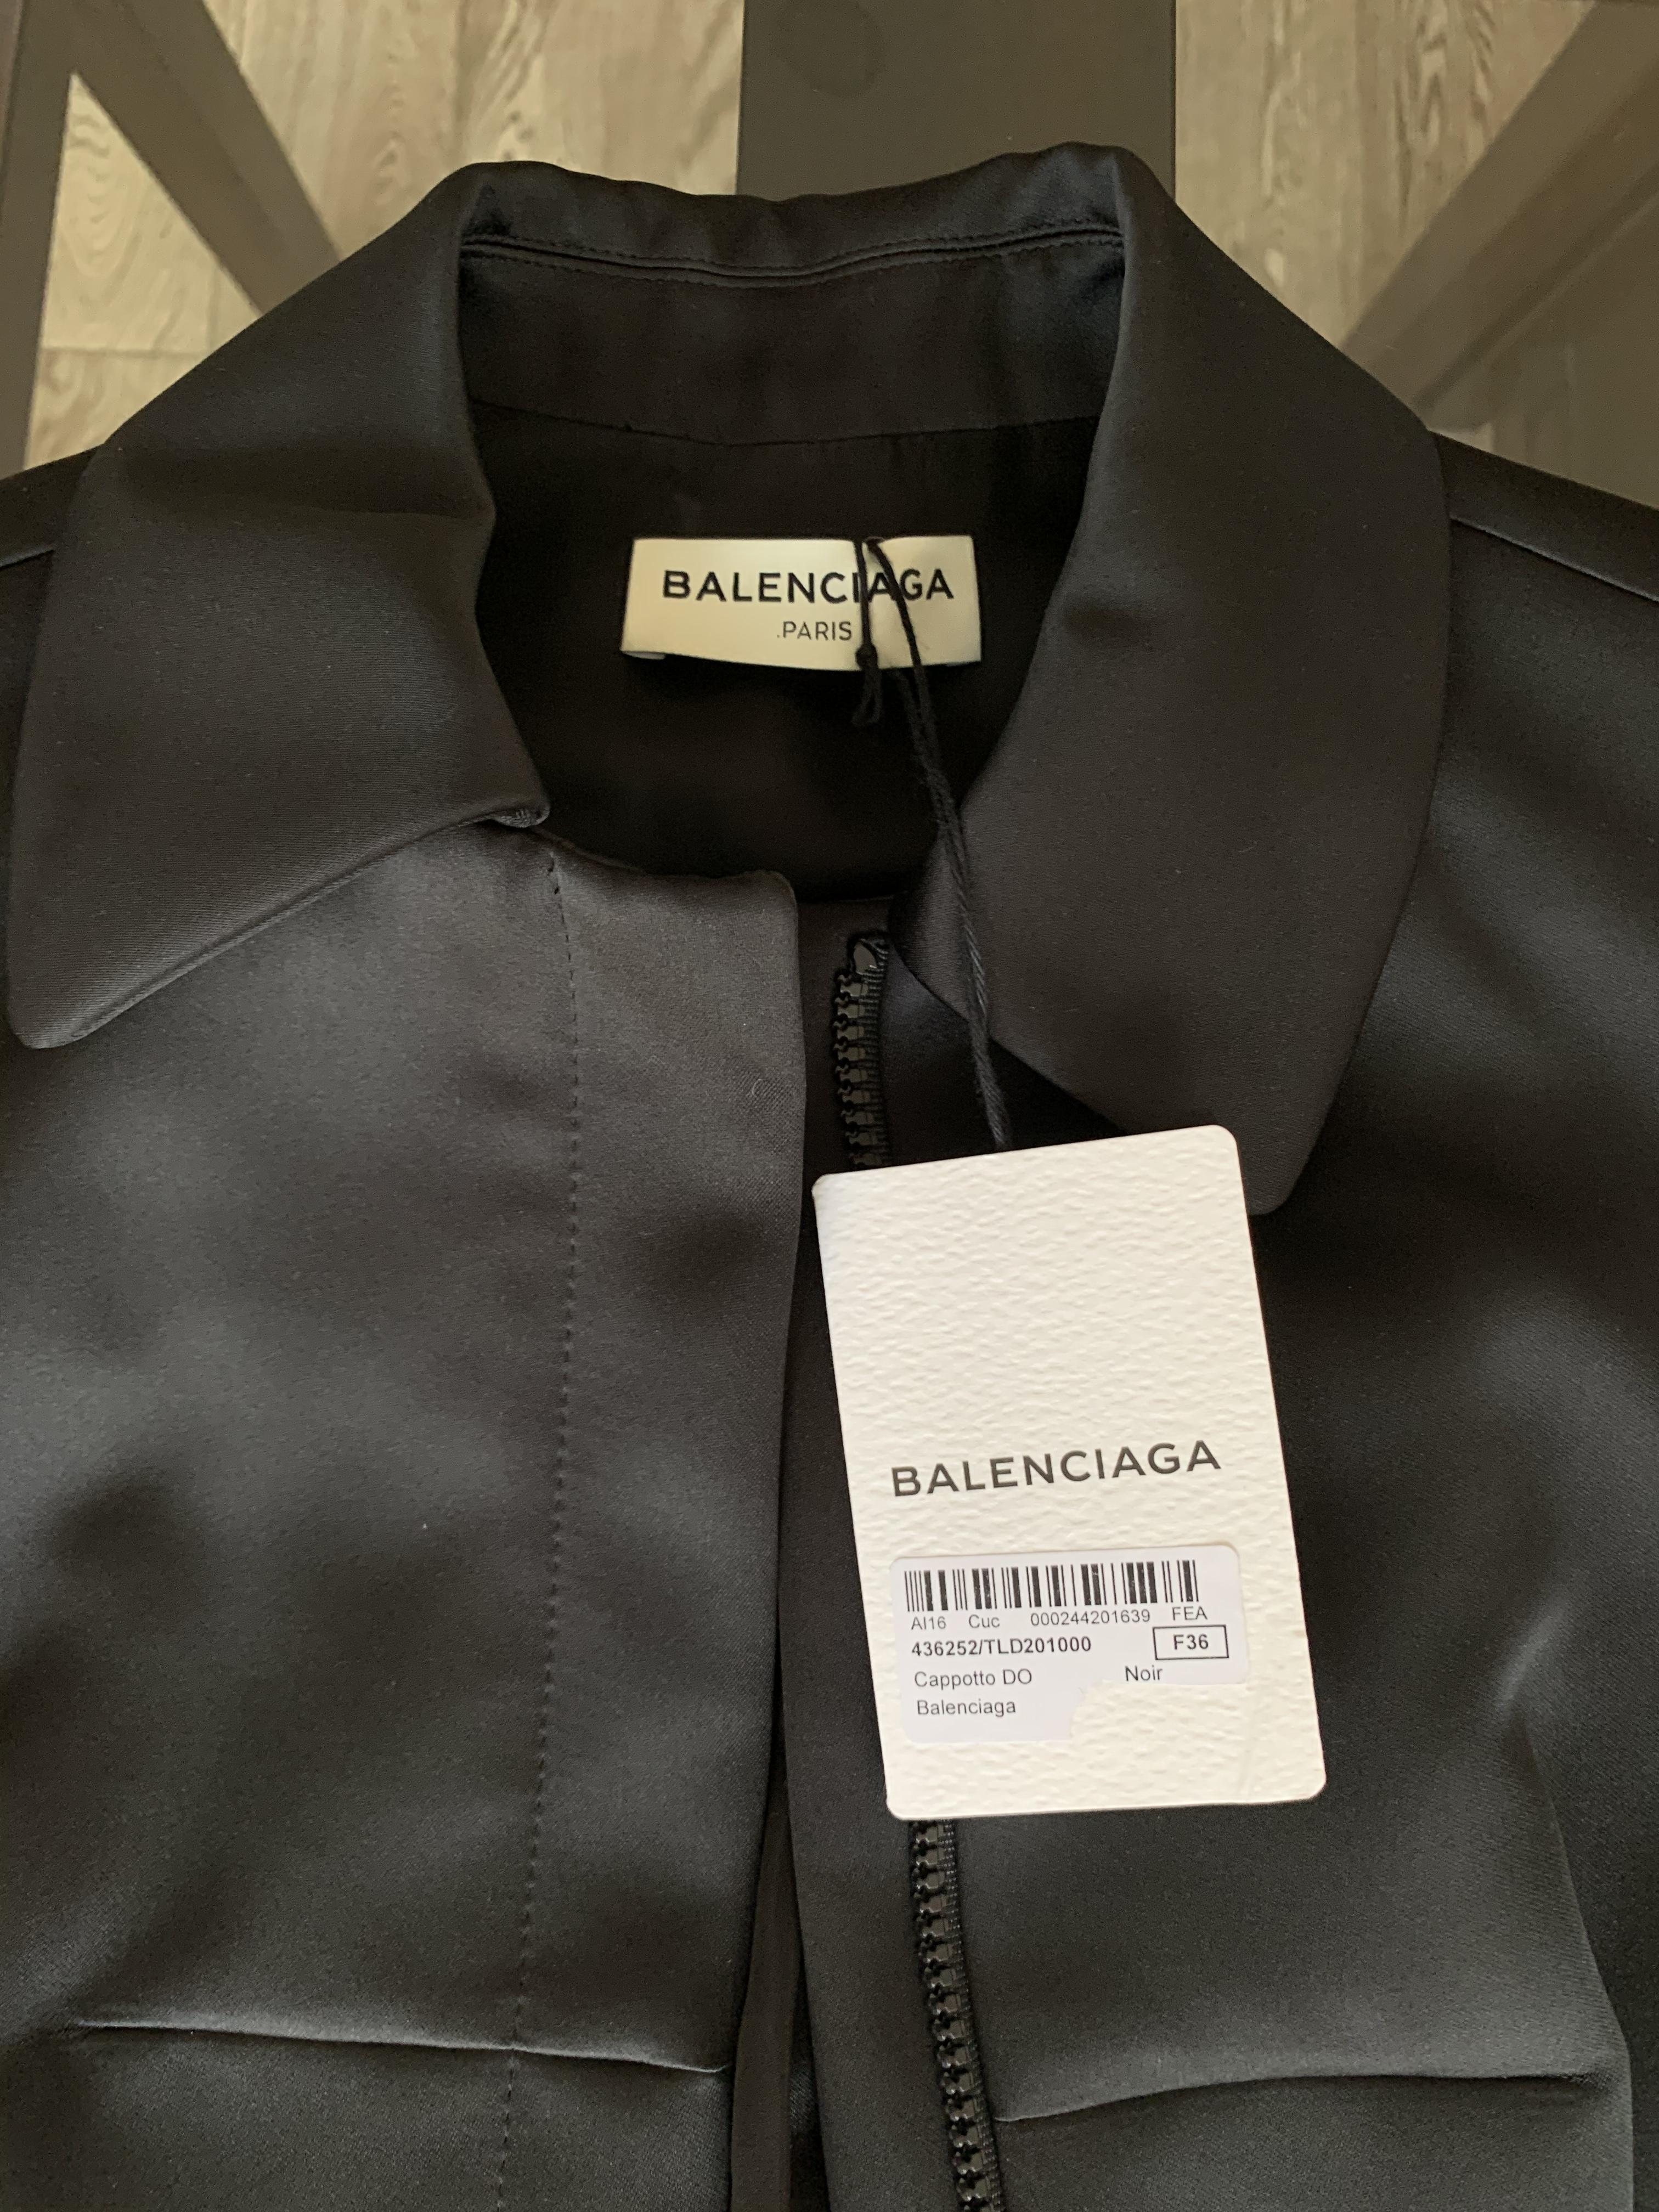 BALENCIAGA
.PARIS
BALENCIAGA
AI16 Cuc 000244201639 FEA
436252/TLD201000 F36
Cappotto DO Noir
Balenciaga